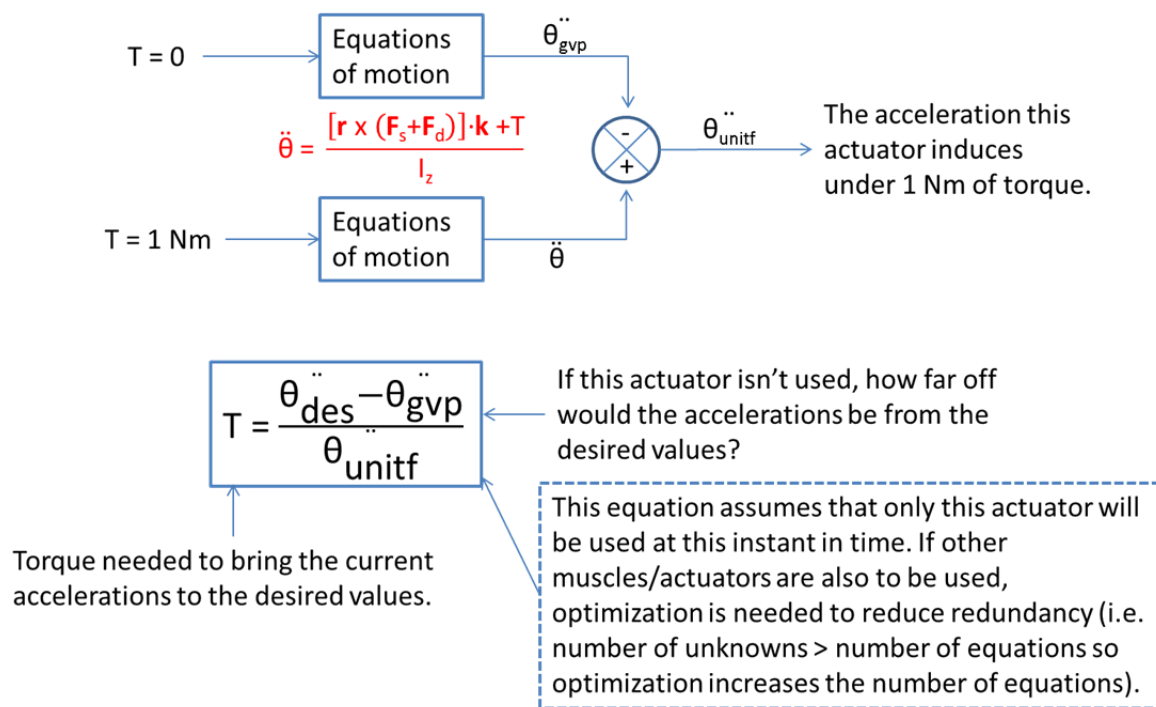 T = 0
Equations
of motion
θ̈gvp
θ̈ = [r x (Fs+Fd)]·k +T
Iz
-
+
θ̈unitf
The acceleration this
actuator induces
under 1 Nm of torque.
T = 1 Nm
Equations
of motion
θ̈
T = θ̈des−θ̈gvp
θ̈unitf
If this actuator isn’t used, how far off
would the accelerations be from the
desired values?
Torque needed to bring the current
accelerations to the desired values.
This equation assumes that only this actuator will
be used at this instant in time. If other
muscles/actuators are also to be used,
optimization is needed to reduce redundancy (i.e.
number of unknowns > number of equations so
optimization increases the number of equations).